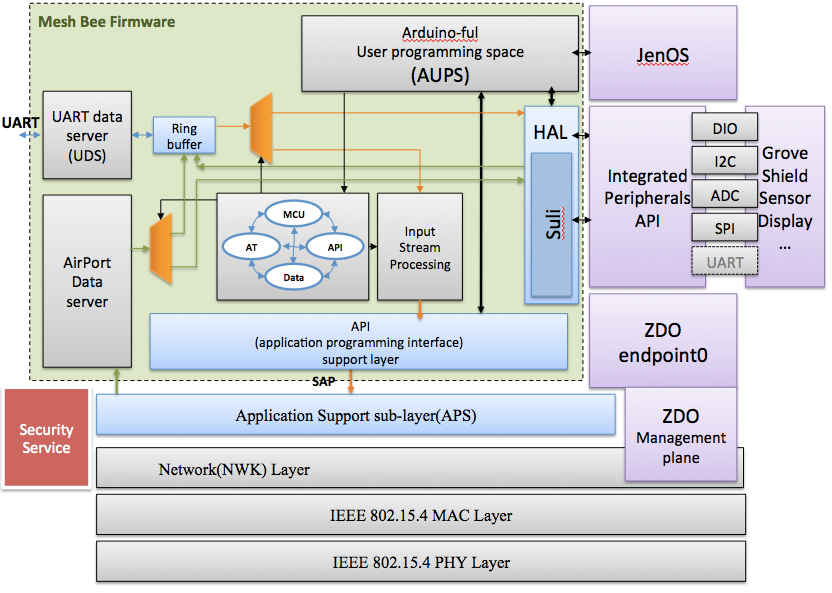 Mesh Bee Firmware
Arduino-ful
User programming space
(AUPS)
JenOS
UART
UART data
server
(UDS)
Ring
buffer
HAL
Suli
Integrated
Peripherals
API
DIO
I2C
ADC
SPI
UART
Grove
Shield
Sensor
Display
...
AirPort
Data
server
MCU
AT
API
Data
Input
Stream
Processing
API
(application programming interface)
support layer
SAP
ZDO
endpoint0
Security
Service
Application Support sub-layer(APS)
ZDO
Management
plane
Network(NWK) Layer
IEEE 802.15.4 MAC Layer
IEEE 802.15.4 PHY Layer